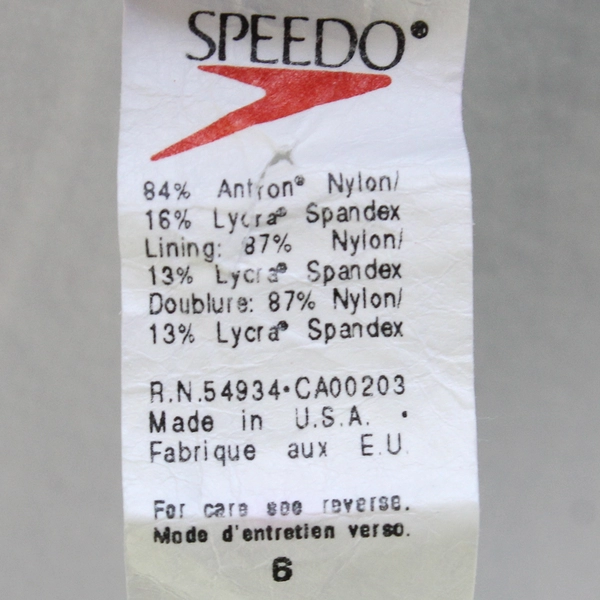 SPEEDO®
84% Antron® Nylon/
16% Lycra® Spandex
Lining: 87% Nylon/
13% Lycra® Spandex
Doublure: 87% Nylon/
13% Lycra® Spandex
R.N.54934•CA00203
Made in U.S.A. •
Fabrique aux E.U.
For care see reverse.
Mode d'entretien verso.
6